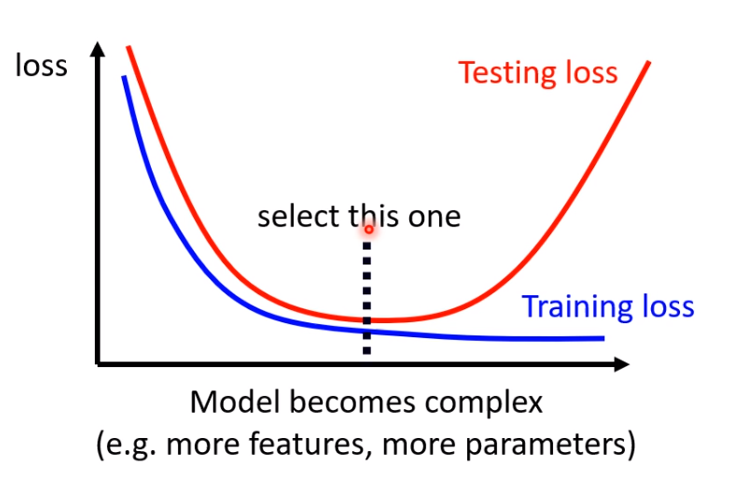 loss
Testing loss
select this one
Training loss
Model becomes complex
(e.g. more features, more parameters)